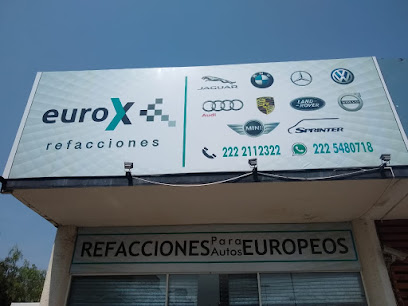 euroX
refacciones
JAGUAR
Audi
LAND-
ROVER
MINI
SPRINTER
222 2112322
222 5480718
REFACCIONES Para Autos EUROPEOS